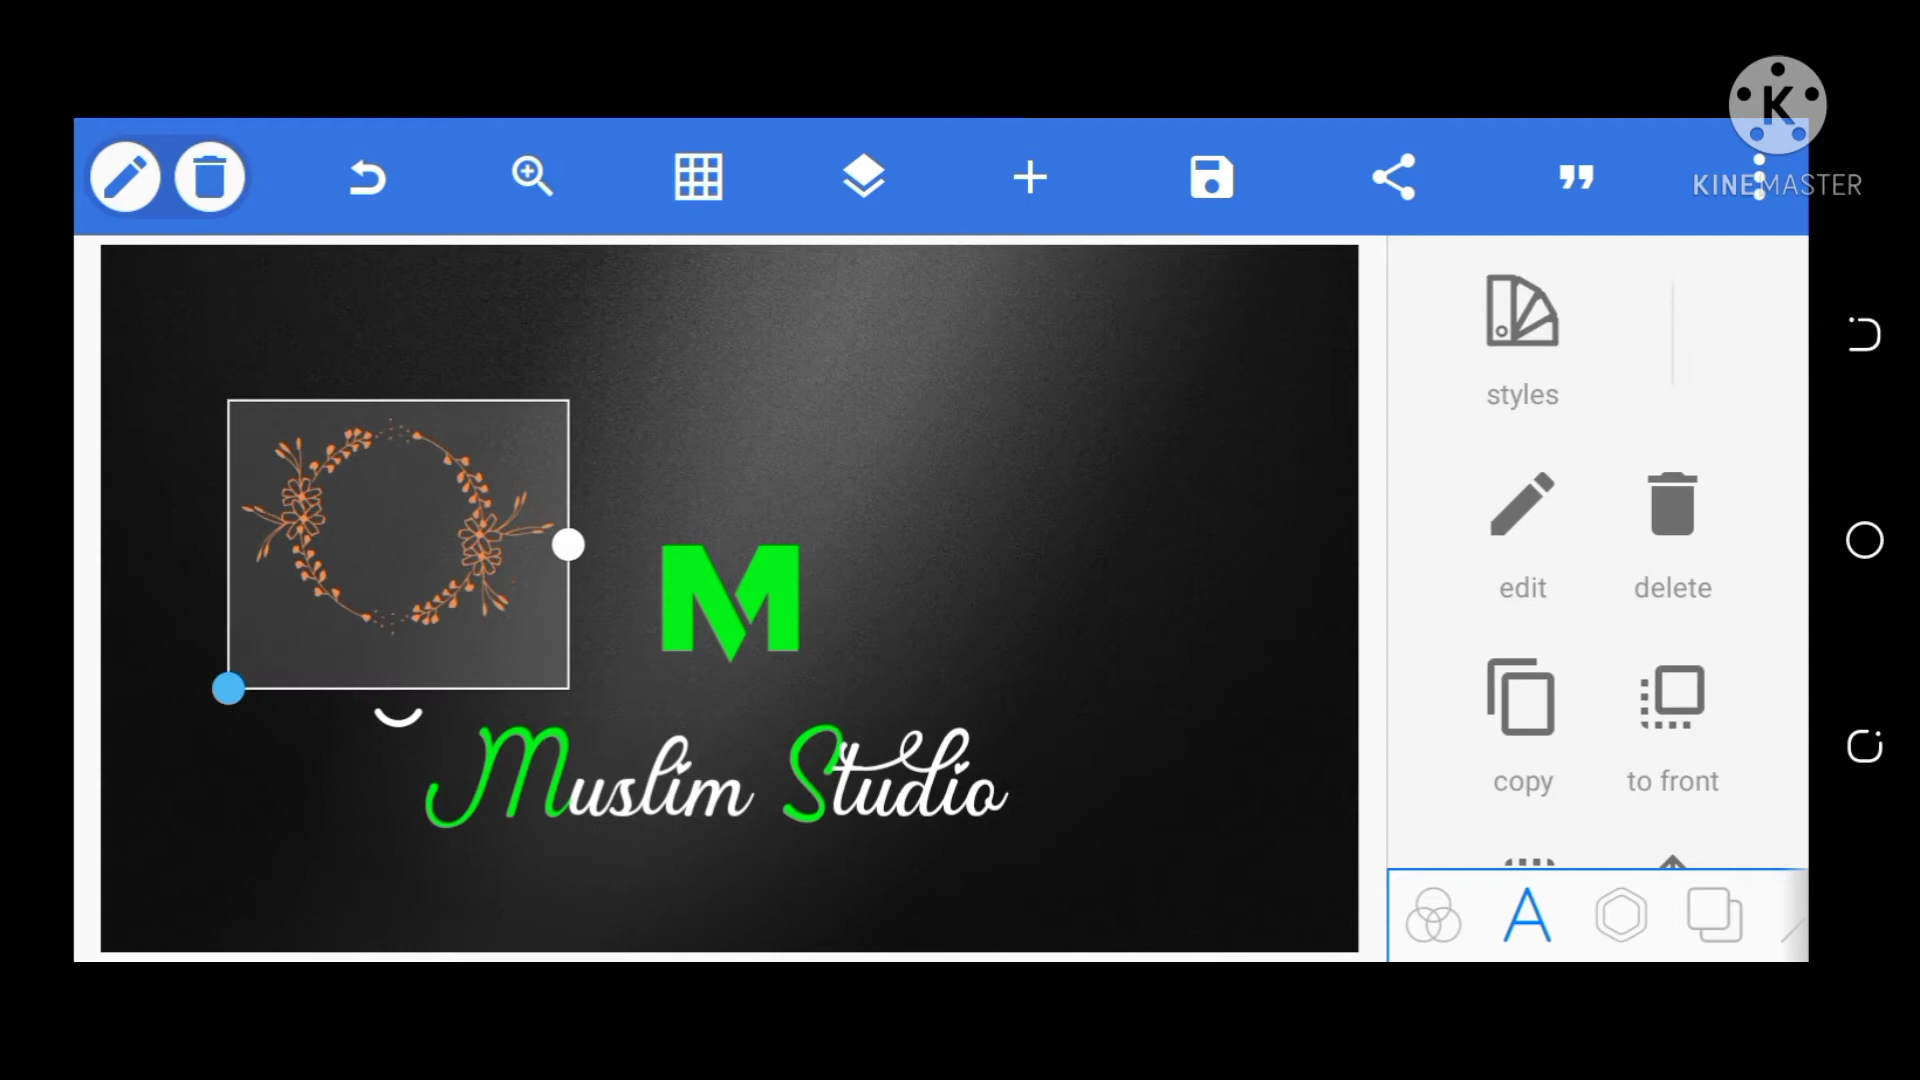 K
KINEMASTER
styles
edit delete
M
copy to front
Muslim Studio
A